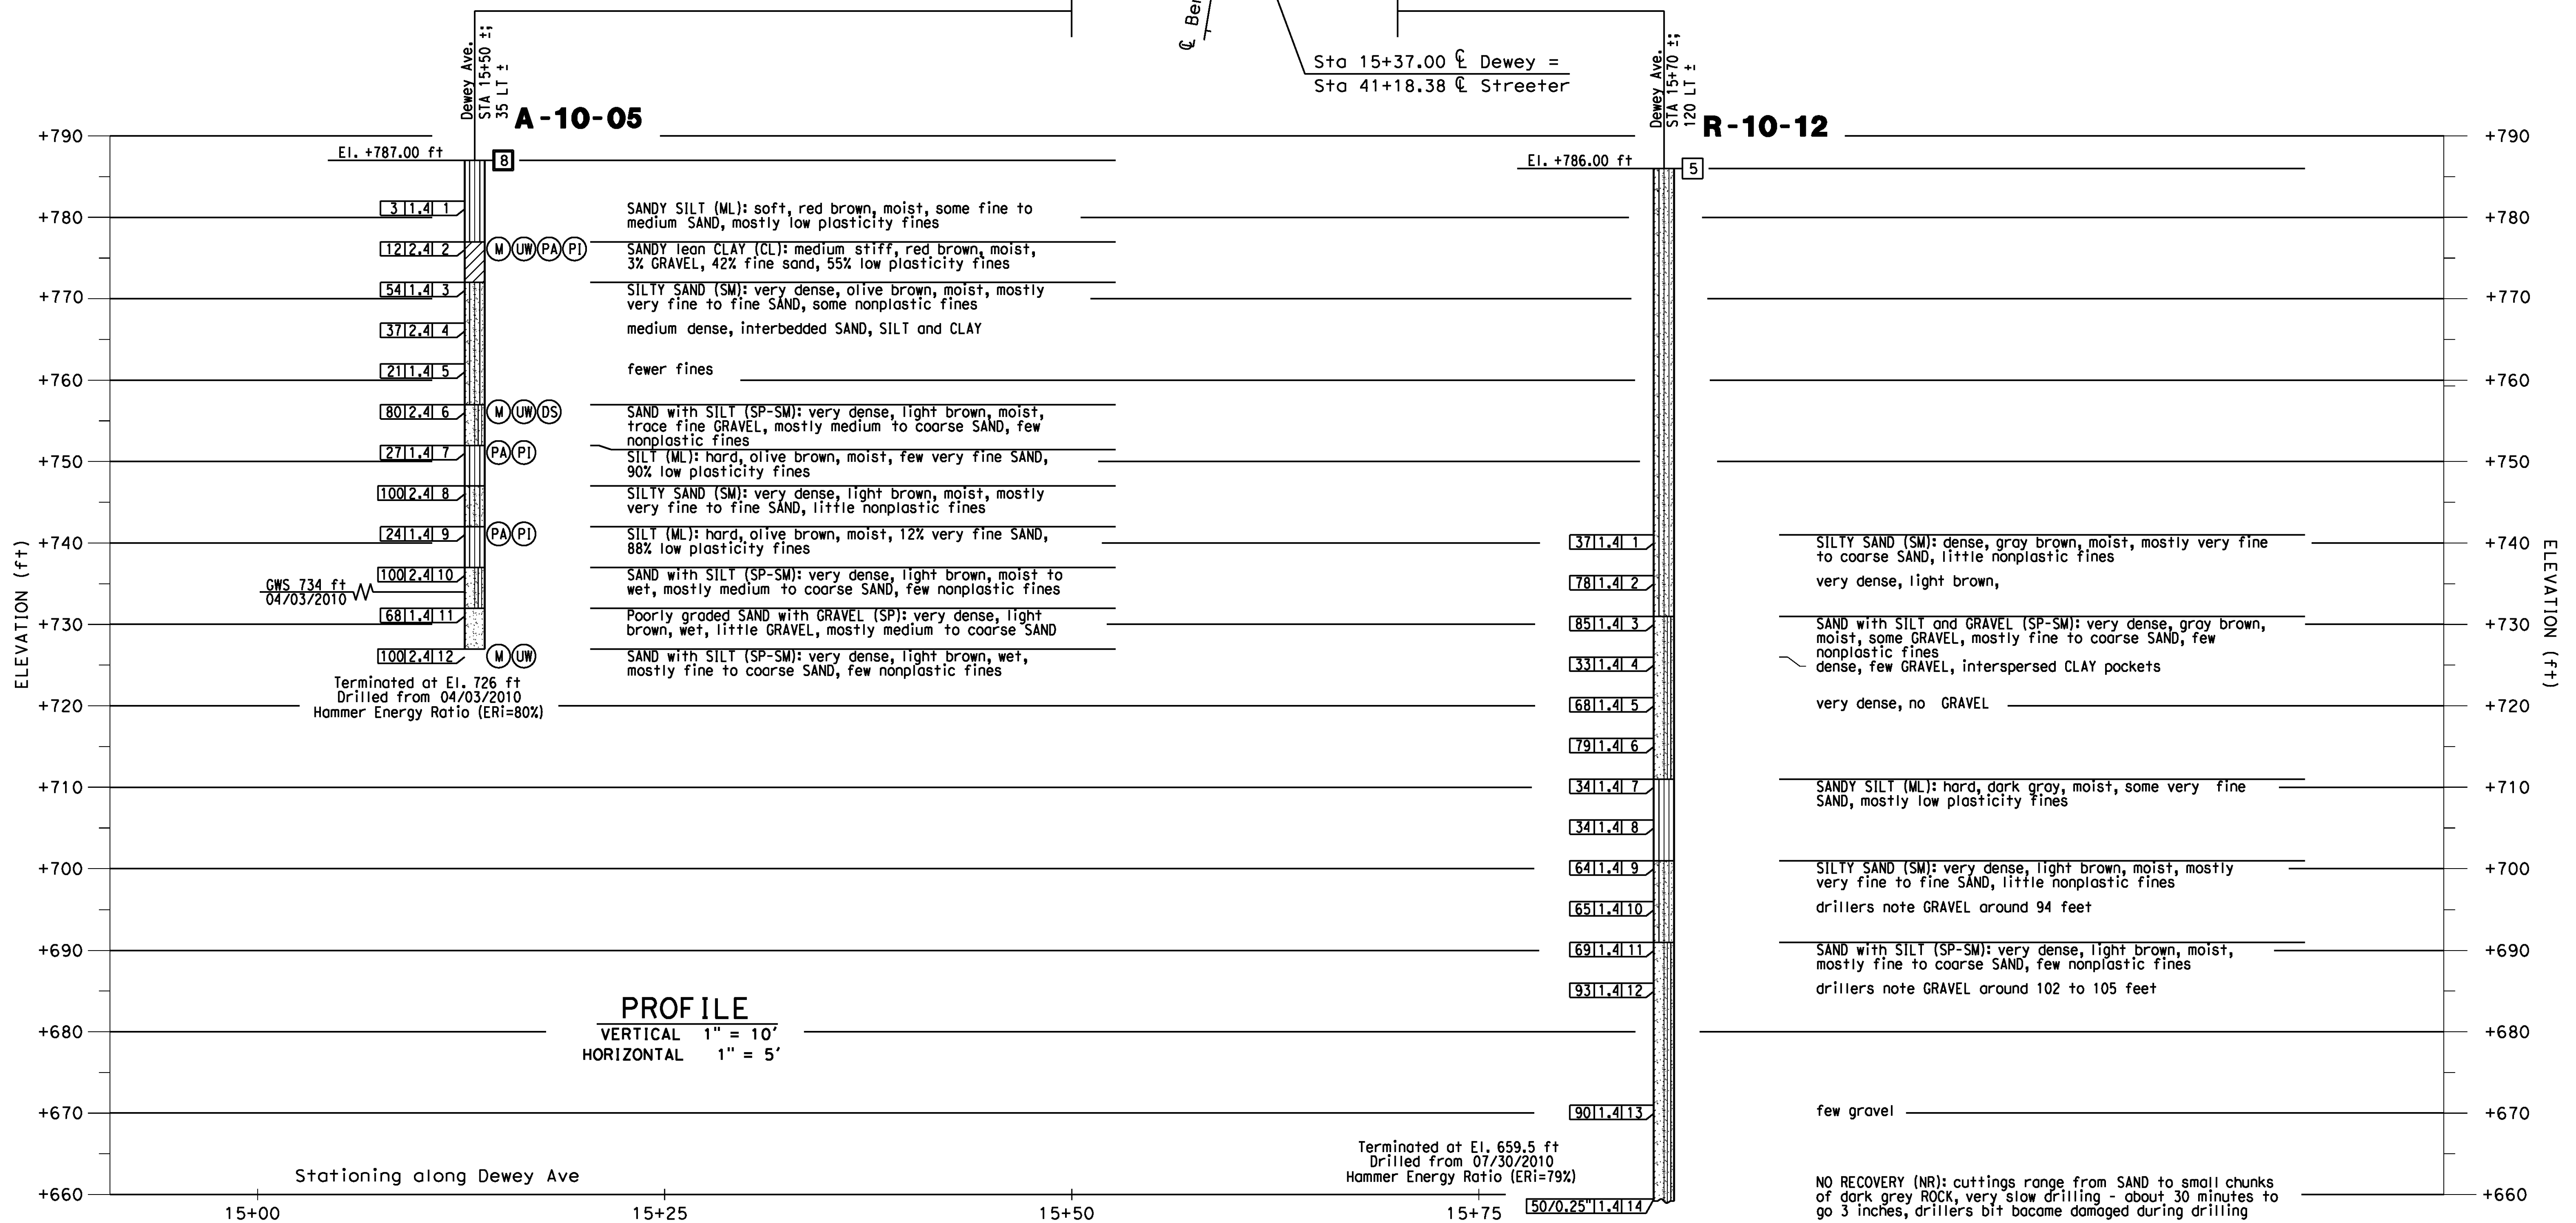 ℄ Ber
Sta 15+37.00 ℄ Dewey =
Sta 41+18.38 ℄ Streeter
Dewey Ave.
STA 15+50 ±;
35 LT ±
A-10-05
Dewey Ave.
STA 15+70 ±;
120 LT ±
R-10-12
ELEVATION (ft)
+790
+780
+770
+760
+750
+740
+730
+720
+710
+700
+690
+680
+670
+660
El. +787.00 ft
8
3 1.4 1
SANDY SILT (ML): soft, red brown, moist, some fine to
medium SAND, mostly low plasticity fines
12 2.4 2
M UW PA PI
SANDY lean CLAY (CL): medium stiff, red brown, moist,
3% GRAVEL, 42% fine sand, 55% low plasticity fines
54 1.4 3
SILTY SAND (SM): very dense, olive brown, moist, mostly
very fine to fine SAND, some nonplastic fines
37 2.4 4
medium dense, interbedded SAND, SILT and CLAY
21 1.4 5
fewer fines
80 2.4 6
M UW DS
SAND with SILT (SP-SM): very dense, light brown, moist,
trace fine GRAVEL, mostly medium to coarse SAND, few
nonplastic fines
27 1.4 7
PA PI
SILT (ML): hard, olive brown, moist, few very fine SAND,
90% low plasticity fines
100 2.4 8
SILTY SAND (SM): very dense, light brown, moist, mostly
very fine to fine SAND, little nonplastic fines
24 1.4 9
PA PI
SILT (ML): hard, olive brown, moist, 12% very fine SAND,
88% low plasticity fines
100 2.4 10
SAND with SILT (SP-SM): very dense, light brown, moist to
wet, mostly medium to coarse SAND, few nonplastic fines
GWS 734 ft
04/03/2010
68 1.4 11
Poorly graded SAND with GRAVEL (SP): very dense, light
brown, wet, little GRAVEL, mostly medium to coarse SAND
100 2.4 12
M UW
SAND with SILT (SP-SM): very dense, light brown, wet,
mostly fine to coarse SAND, few nonplastic fines
Terminated at El. 726 ft
Drilled from 04/03/2010
Hammer Energy Ratio (ERi=80%)
El. +786.00 ft
5
37 1.4 1
SILTY SAND (SM): dense, gray brown, moist, mostly very fine
to coarse SAND, little nonplastic fines
78 1.4 2
very dense, light brown,
85 1.4 3
SAND with SILT and GRAVEL (SP-SM): very dense, gray brown,
moist, some GRAVEL, mostly fine to coarse SAND, few
nonplastic fines
33 1.4 4
dense, few GRAVEL, interspersed CLAY pockets
68 1.4 5
very dense, no GRAVEL
79 1.4 6
34 1.4 7
SANDY SILT (ML): hard, dark gray, moist, some very fine
SAND, mostly low plasticity fines
34 1.4 8
64 1.4 9
SILTY SAND (SM): very dense, light brown, moist, mostly
very fine to fine SAND, little nonplastic fines
65 1.4 10
drillers note GRAVEL around 94 feet
69 1.4 11
SAND with SILT (SP-SM): very dense, light brown, moist,
mostly fine to coarse SAND, few nonplastic fines
93 1.4 12
drillers note GRAVEL around 102 to 105 feet
90 1.4 13
few gravel
Terminated at El. 659.5 ft
Drilled from 07/30/2010
Hammer Energy Ratio (ERi=79%)
50/0.25" 1.4 14
NO RECOVERY (NR): cuttings range from SAND to small chunks
of dark grey ROCK, very slow drilling - about 30 minutes to
go 3 inches, drillers bit bacame damaged during drilling
PROFILE
VERTICAL 1" = 10'
HORIZONTAL 1" = 5'
Stationing along Dewey Ave
15+00
15+25
15+50
15+75
+790
+780
+770
+760
+750
+740
+730
+720
+710
+700
+690
+680
+670
+660
ELEVATION (ft)